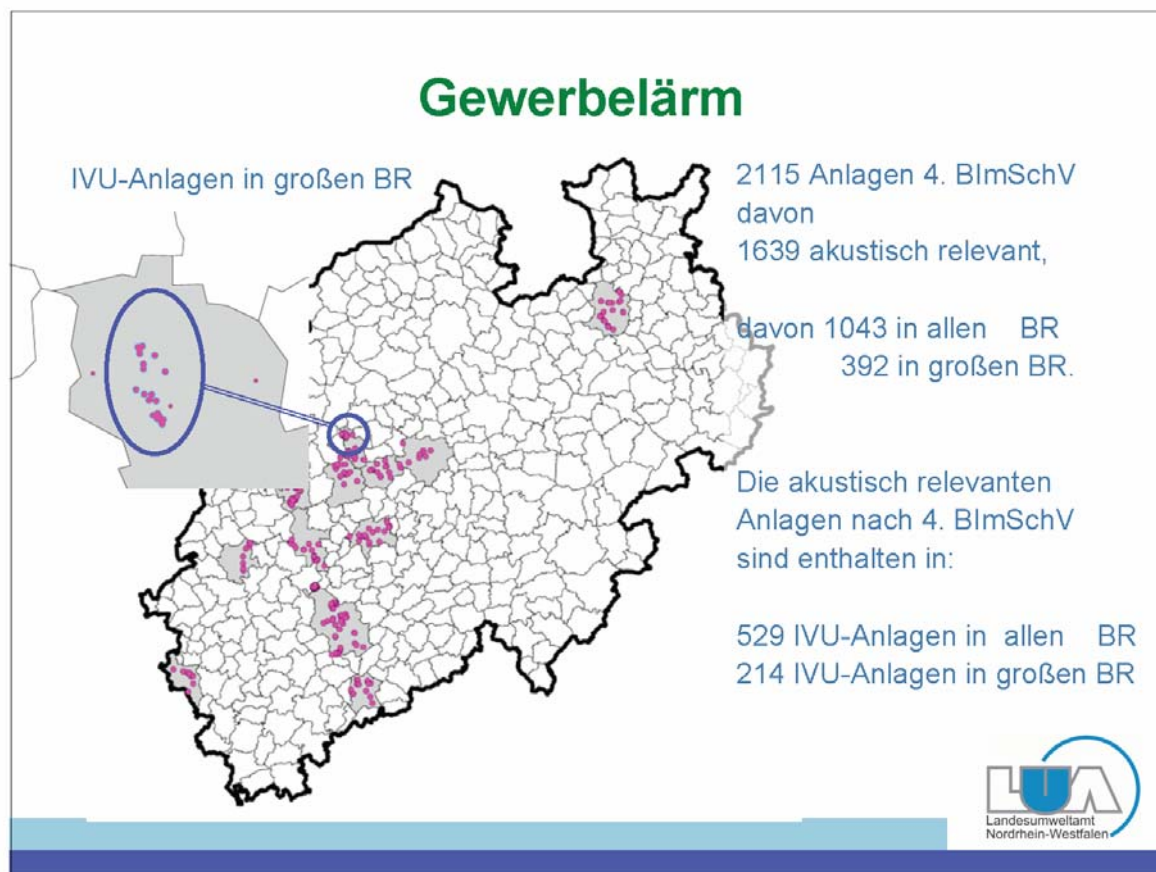 Gewerbelärm
IVU-Anlagen in großen BR
2115 Anlagen 4. BImSchV
davon
1639 akustisch relevant,
davon 1043 in allen BR
392 in großen BR.
Die akustisch relevanten
Anlagen nach 4. BImSchV
sind enthalten in:
529 IVU-Anlagen in allen BR
214 IVU-Anlagen in großen BR
LUA
Landesumweltamt
Nordrhein-Westfalen